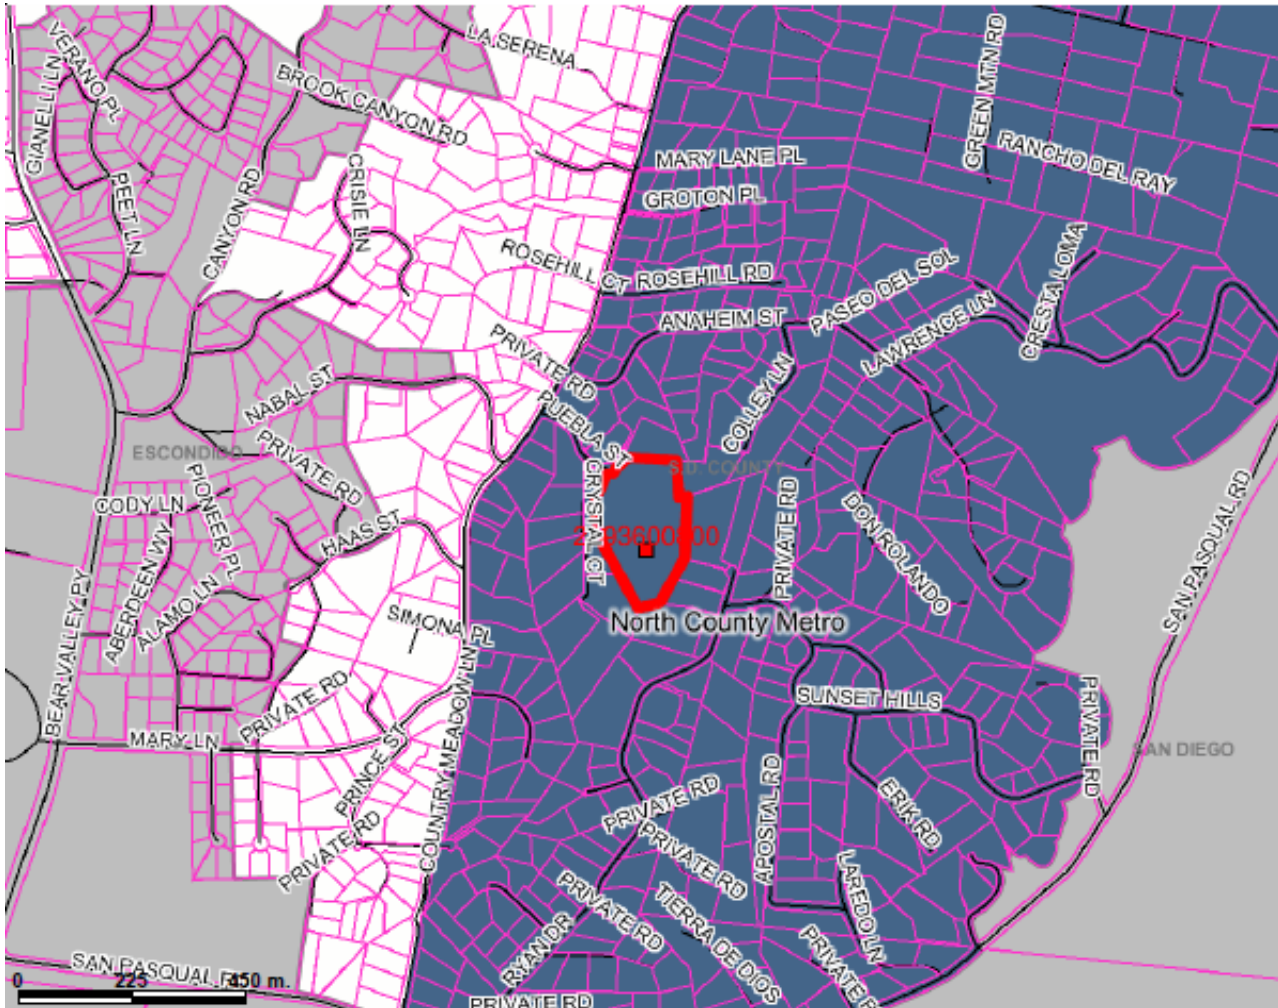 LA SERENA
VERANO PL
GIANELLI LN
BROOK CANYON RD
GREEN MTN RD
RANCHO DEL RAY
MARY LANE PL
CRISIE LN
PEET LN
CANYON RD
GROTON PL
ROSEHILL CT
ROSEHILL RD
PASEO DEL SOL
CRESTA LOMA
ANAHEIM ST
LAWRENCE LN
PRIVATE RD
NABAL ST
COLLEY LN
PUEBLA ST
ESCONDIDO
PRIVATE RD
S.D. COUNTY
PIONEER PL
CODY LN
CRYSTAL CT
PRIVATE RD
DON ROLANDO
SAN PASQUAL RD
HAAS ST
ABERDEEN WY
ALAMO LN
BEAR VALLEY PY
SIMONA PL
North County Metro
PRIVATE RD
SUNSET HILLS
PRIVATE RD
MARY LN
SAN DIEGO
PRINCE ST
COUNTRY MEADOW LN
PRIVATE RD
APOSTAL RD
ERIK RD
PRIVATE RD
PRIVATE RD
LAREDO LN
PRIVATE RD
TIERRA DE DIOS
RYAN DR
PRIVATE
SAN PASQUAL
0 225 450 m.
PRIVATE RD